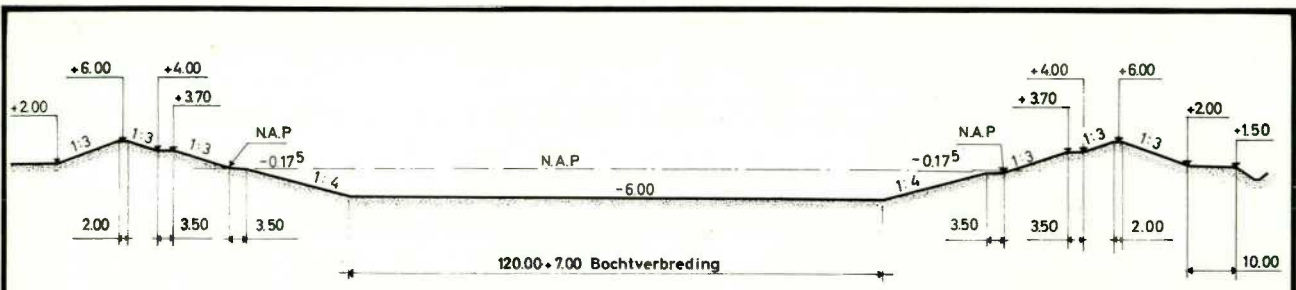 +6.00 +4.00 +4.00 +6.00
+2.00 +3.70 +3.70 +2.00 +1.50
1:3 1:3 1:3 N.A.P N.A.P 1:3 1:3 1:3
-0.17⁵ N.A.P -0.17⁵
1:4 -6.00 1:4
2.00 3.50 3.50 3.50 3.50 2.00
120.00+7.00 Bochtverbreding 10.00